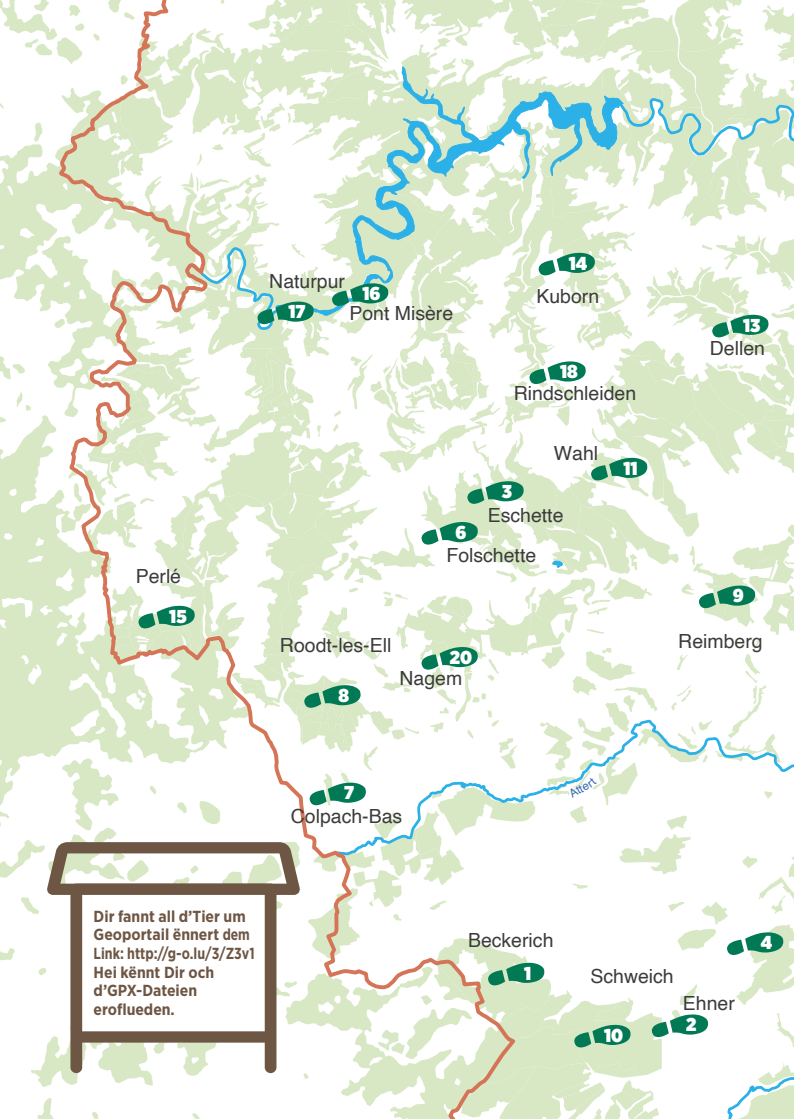 14
Kuborn
Naturpur
16
Pont Misère
17
13
Dellen
18
Rindschleiden
Wahl
11
3
Eschette
6
Folschette
Perlé
15
9
Reimberg
Roodt-les-Ell
20
Nagem
8
7
Colpach-Bas
Attert
Dir fannt all d'Tier um
Geoportail ënnert dem
Link: http://g-o.lu/3/Z3v1
Hei kënnt Dir och
d'GPX-Dateien
eroflueden.
Beckerich
1
4
Schweich
10
Ehner
2